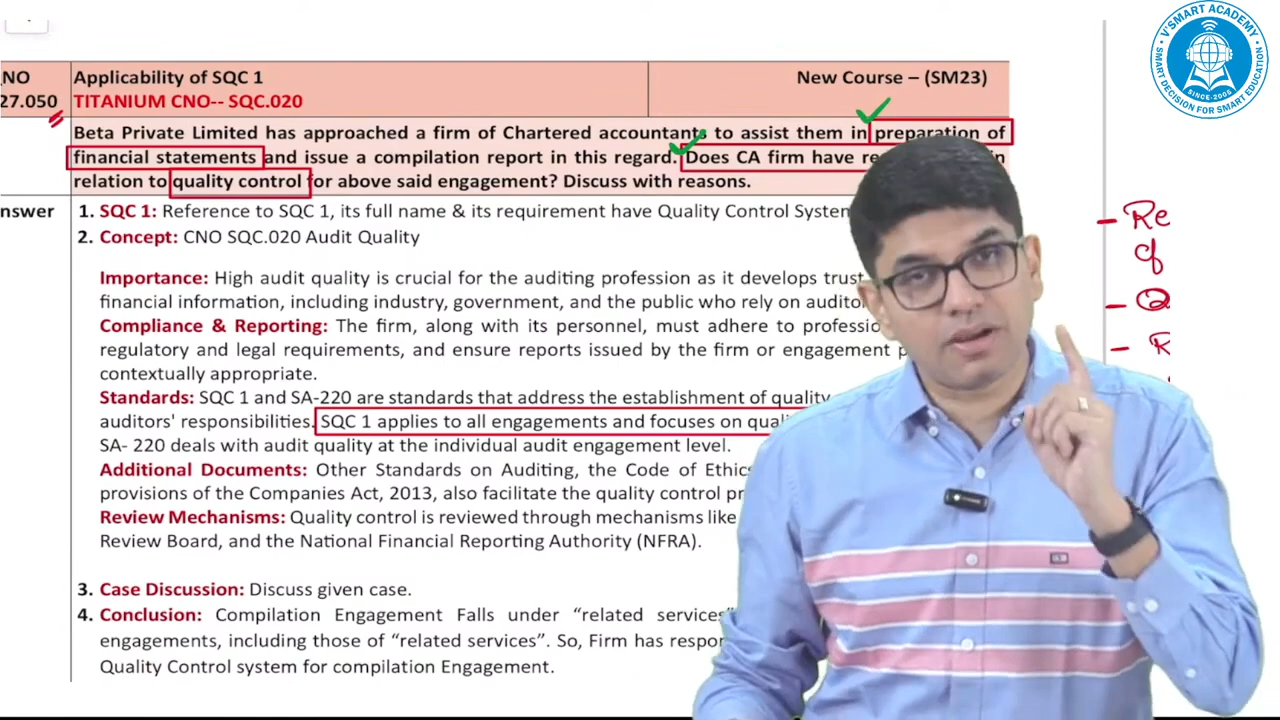 V'SMART ACADEMY
SMART DECISION FOR SMART EDUCATION
SINCE-2005
NO Applicability of SQC 1 New Course – (SM23)
27.050 TITANIUM CNO-- SQC.020
Beta Private Limited has approached a firm of Chartered accountants to assist them in preparation of
financial statements and issue a compilation report in this regard. Does CA firm have
relation to quality control for above said engagement? Discuss with reasons.
nswer 1. SQC 1: Reference to SQC 1, its full name & its requirement have Quality Control System
2. Concept: CNO SQC.020 Audit Quality
Importance: High audit quality is crucial for the auditing profession as it develops trust
financial information, including industry, government, and the public who rely on
Compliance & Reporting: The firm, along with its personnel, must adhere to
regulatory and legal requirements, and ensure reports issued by the firm or engagement
contextually appropriate.
Standards: SQC 1 and SA-220 are standards that address the establishment of quality
auditors' responsibilities. SQC 1 applies to all engagements and focuses on
SA- 220 deals with audit quality at the individual audit engagement level.
Additional Documents: Other Standards on Auditing, the Code of Ethics
provisions of the Companies Act, 2013, also facilitate the quality control
Review Mechanisms: Quality control is reviewed through mechanisms like
Review Board, and the National Financial Reporting Authority (NFRA).
3. Case Discussion: Discuss given case.
4. Conclusion: Compilation Engagement Falls under “related services”
engagements, including those of “related services”. So, Firm has
Quality Control system for compilation Engagement.
- Re
of
- Q
- R